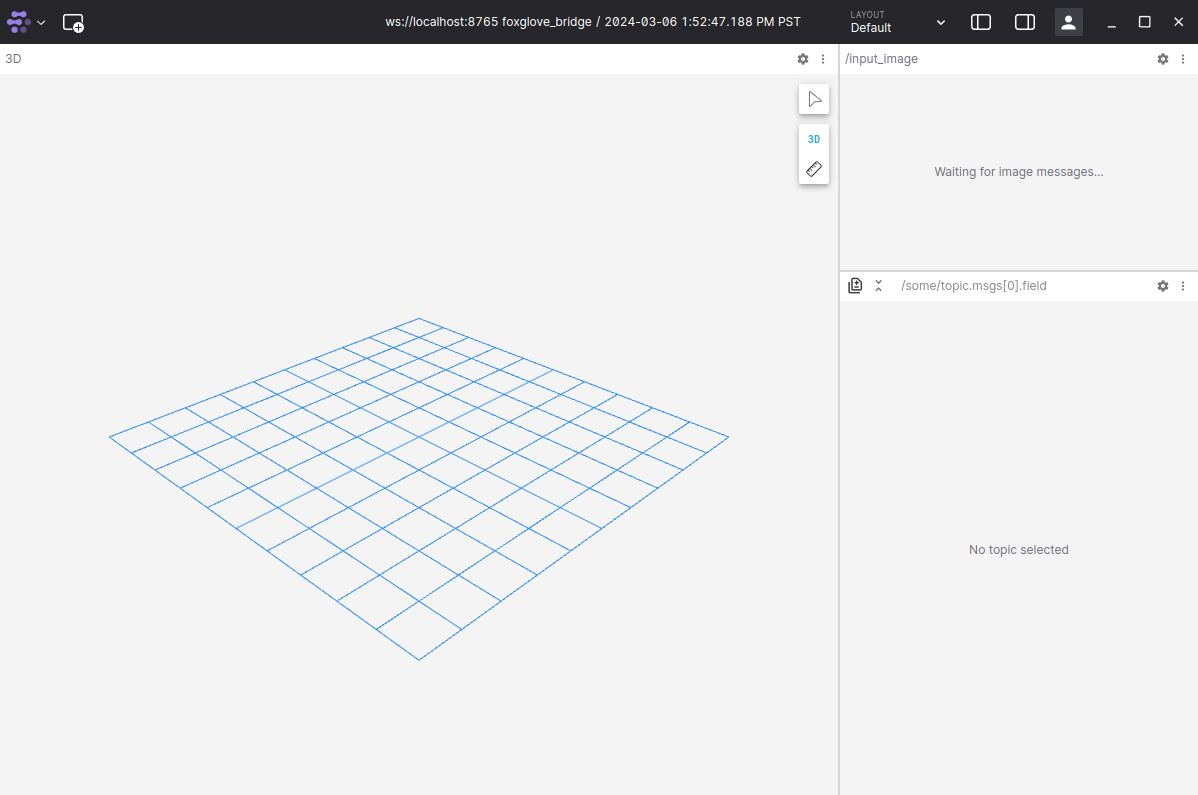 ws://localhost:8765 foxglove_bridge / 2024-03-06 1:52:47.188 PM PST
LAYOUT
Default
3D
/input_image
3D
Waiting for image messages...
/some/topic.msgs[0].field
No topic selected